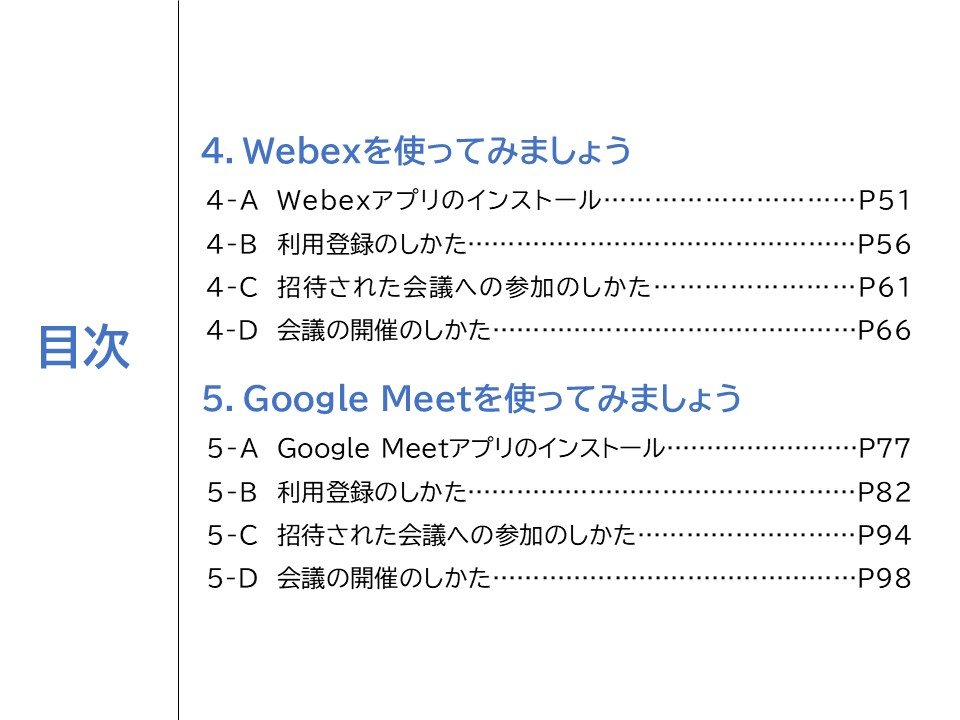 目次
4. Webexを使ってみましょう
4-A Webexアプリのインストール…………………………P51
4-B 利用登録のしかた…………………………………………P56
4-C 招待された会議への参加のしかた……………………P61
4-D 会議の開催のしかた………………………………………P66
5. Google Meetを使ってみましょう
5-A Google Meetアプリのインストール……………………P77
5-B 利用登録のしかた…………………………………………P82
5-C 招待された会議への参加のしかた………………………P94
5-D 会議の開催のしかた………………………………………P98